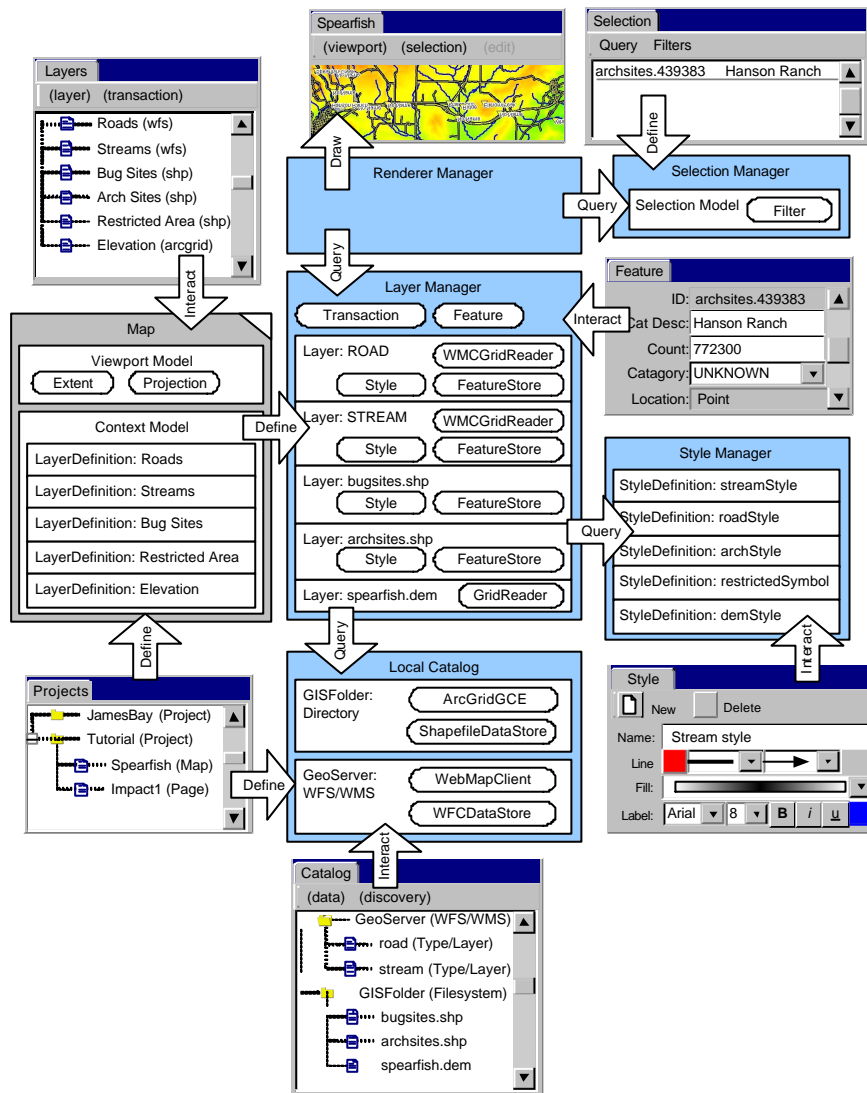 Spearfish
(viewport) (selection) (edit)
Selection
Query Filters
archsites.439383 Hanson Ranch
Layers
(layer) (transaction)
Roads (wfs)
Streams (wfs)
Bug Sites (shp)
Arch Sites (shp)
Restricted Area (shp)
Elevation (arcgrid)
Draw
Define
Renderer Manager
Query
Selection Manager
Selection Model
Filter
Query
Interact
Layer Manager
Transaction
Feature
Interact
Feature
ID: archsites.439383
Cat Desc: Hanson Ranch
Count: 772300
Catagory: UNKNOWN
Location: Point
Map
Viewport Model
Extent
Projection
Context Model
LayerDefinition: Roads
LayerDefinition: Streams
LayerDefinition: Bug Sites
LayerDefinition: Restricted Area
LayerDefinition: Elevation
Define
Layer: ROAD
WMCGridReader
Style
FeatureStore
Layer: STREAM
WMCGridReader
Style
FeatureStore
Layer: bugsites.shp
Style
FeatureStore
Layer: archsites.shp
Style
FeatureStore
Layer: spearfish.dem
GridReader
Query
Style Manager
StyleDefinition: streamStyle
StyleDefinition: roadStyle
StyleDefinition: archStyle
StyleDefinition: restrictedSymbol
StyleDefinition: demStyle
Define
Query
Interact
Projects
JamesBay (Project)
Tutorial (Project)
Spearfish (Map)
Impact1 (Page)
Define
Local Catalog
GISFolder:
Directory
ArcGridGCE
ShapefileDataStore
GeoServer:
WFS/WMS
WebMapClient
WFCDataStore
Style
New
Delete
Name: Stream style
Line
Fill:
Label: Arial 8 B i u
Interact
Catalog
(data) (discovery)
GeoServer (WFS/WMS)
road (Type/Layer)
stream (Type/Layer)
GISFolder (Filesystem)
bugsites.shp
archsites.shp
spearfish.dem